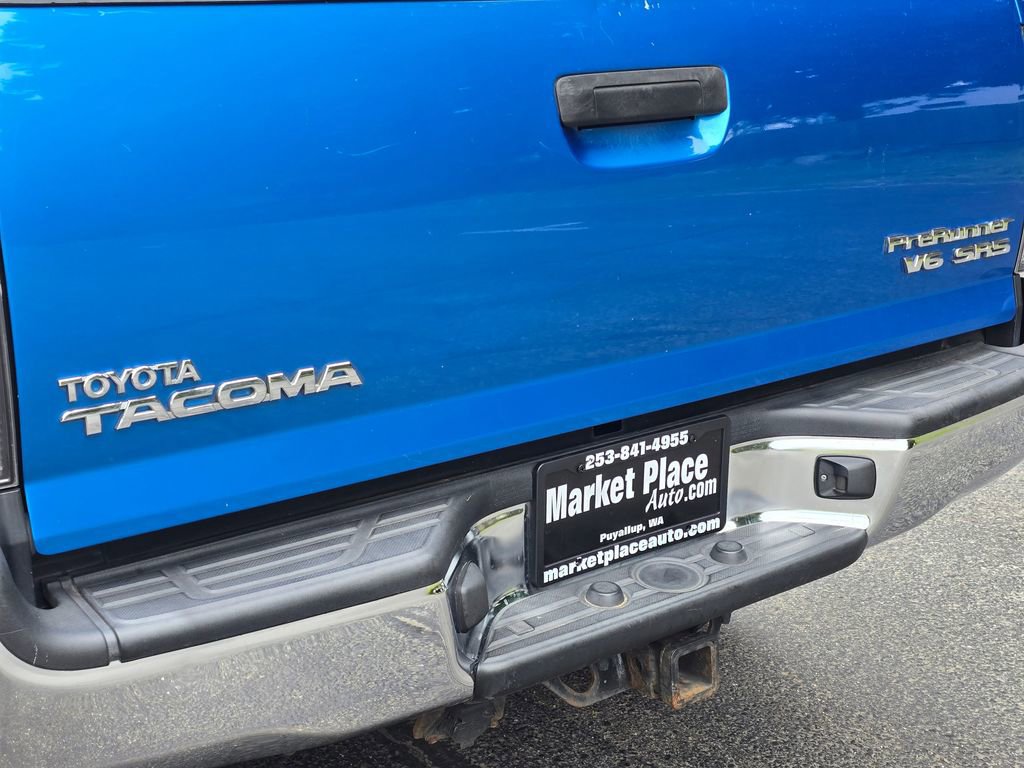 TOYOTA
TACOMA
PreRunner
V6 SR5
253-841-4955
Market Place
Auto.com
Puyallup, WA
marketplaceauto.com